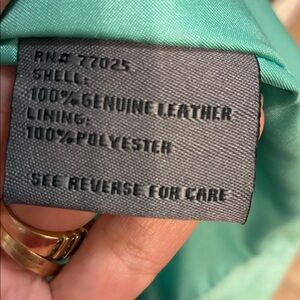 RN# 77025
SHELL:
100% GENUINE LEATHER
LINING:
100% POLYESTER
SEE REVERSE FOR CARE